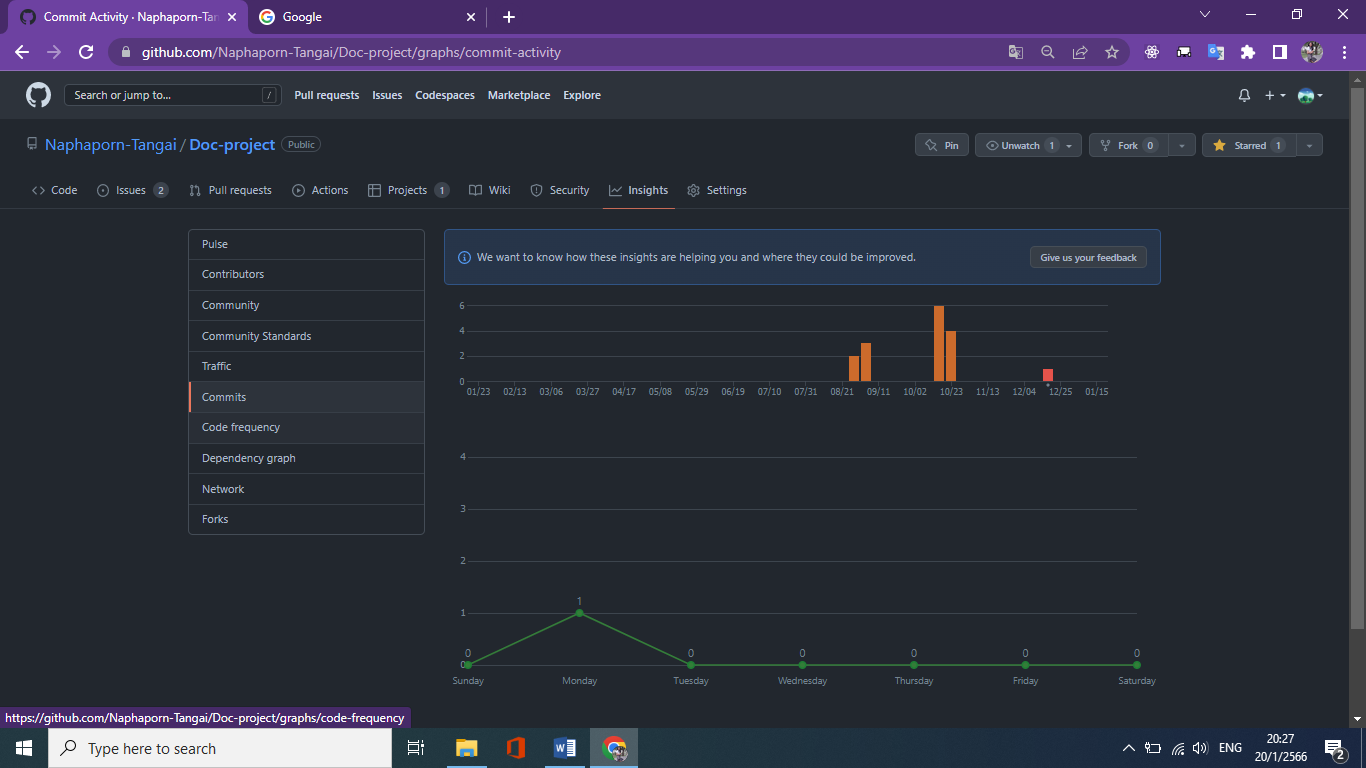 Commit Activity · Naphaporn-Tan
Google
github.com/Naphaporn-Tangai/Doc-project/graphs/commit-activity
Search or jump to... /
Pull requests Issues Codespaces Marketplace Explore
Naphaporn-Tangai / Doc-project Public
Pin Unwatch 1 Fork 0 Starred 1
Code Issues 2 Pull requests Actions Projects 1 Wiki Security Insights Settings
Pulse
Contributors
Community
Community Standards
Traffic
Commits
Code frequency
Dependency graph
Network
Forks
We want to know how these insights are helping you and where they could be improved. Give us your feedback
6
4
2
0
01/23 02/13 03/06 03/27 04/17 05/08 05/29 06/19 07/10 07/31 08/21 09/11 10/02 10/23 11/13 12/04 12/25 01/15
4
3
2
1
0
0 1 0 0 0 0 0
Sunday Monday Tuesday Wednesday Thursday Friday Saturday
https://github.com/Naphaporn-Tangai/Doc-project/graphs/code-frequency
Type here to search
ENG
20:27
20/1/2566
2